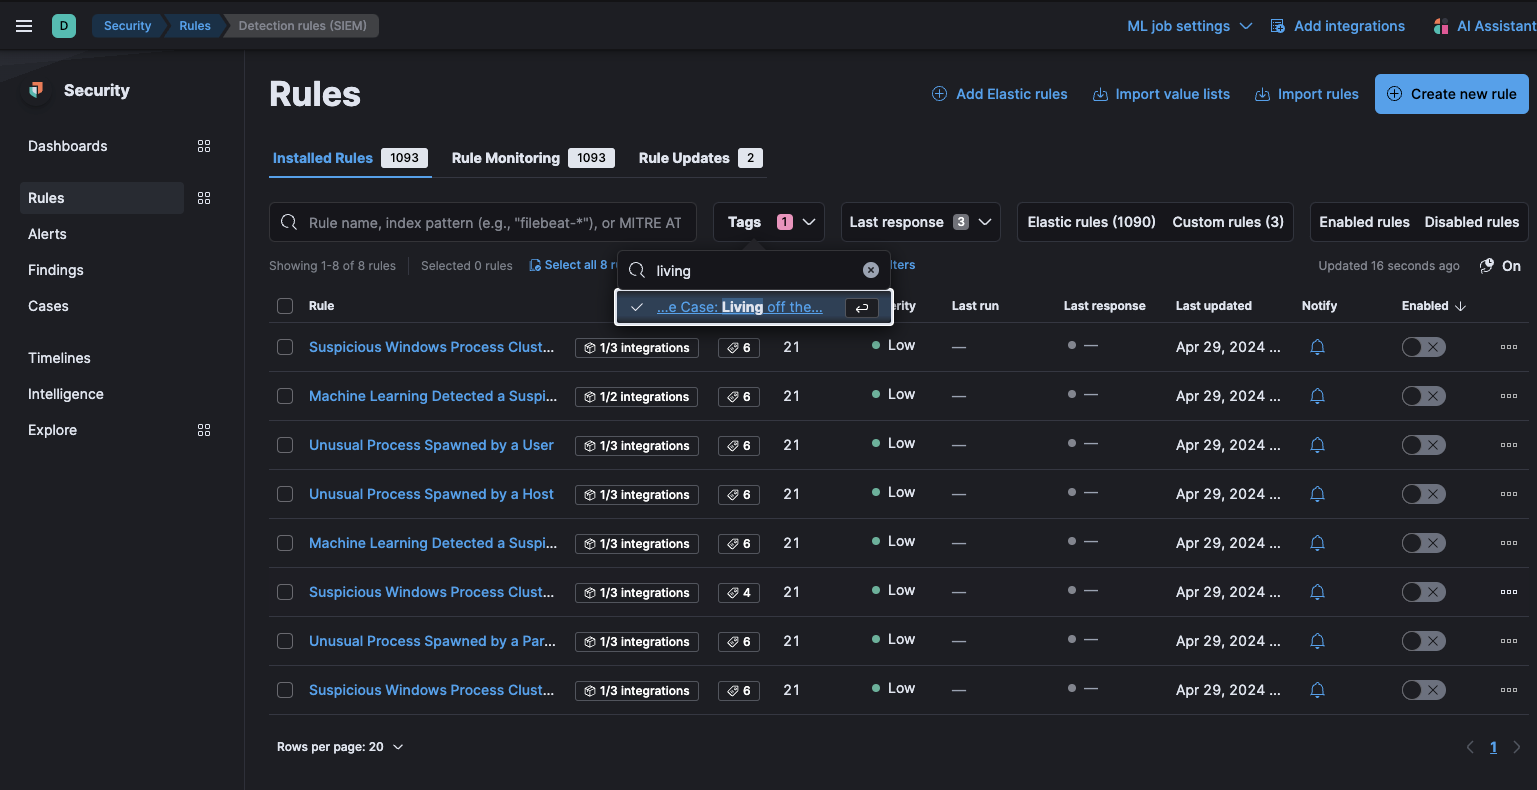 D Security Rules Detection rules (SIEM) ML job settings Add integrations AI Assistant
Security
Rules
Add Elastic rules Import value lists Import rules Create new rule
Dashboards
Installed Rules 1093 Rule Monitoring 1093 Rule Updates 2
Rules
Alerts
Findings
Cases
Timelines
Intelligence
Explore
Rule name, index pattern (e.g., "filebeat-*"), or MITRE AT
Tags 1 Last response 3 Elastic rules (1090) Custom rules (3) Enabled rules Disabled rules
Showing 1-8 of 8 rules Selected 0 rules Select all 8 ru lters Updated 16 seconds ago On
living
...e Case: Living off the...
Rule erity Last run Last response Last updated Notify Enabled
Suspicious Windows Process Clust... 1/3 integrations 6 21 Low — — Apr 29, 2024 ...
Machine Learning Detected a Suspi... 1/2 integrations 6 21 Low — — Apr 29, 2024 ...
Unusual Process Spawned by a User 1/3 integrations 6 21 Low — — Apr 29, 2024 ...
Unusual Process Spawned by a Host 1/3 integrations 6 21 Low — — Apr 29, 2024 ...
Machine Learning Detected a Suspi... 1/3 integrations 6 21 Low — — Apr 29, 2024 ...
Suspicious Windows Process Clust... 1/3 integrations 4 21 Low — — Apr 29, 2024 ...
Unusual Process Spawned by a Par... 1/3 integrations 6 21 Low — — Apr 29, 2024 ...
Suspicious Windows Process Clust... 1/3 integrations 6 21 Low — — Apr 29, 2024 ...
Rows per page: 20 1